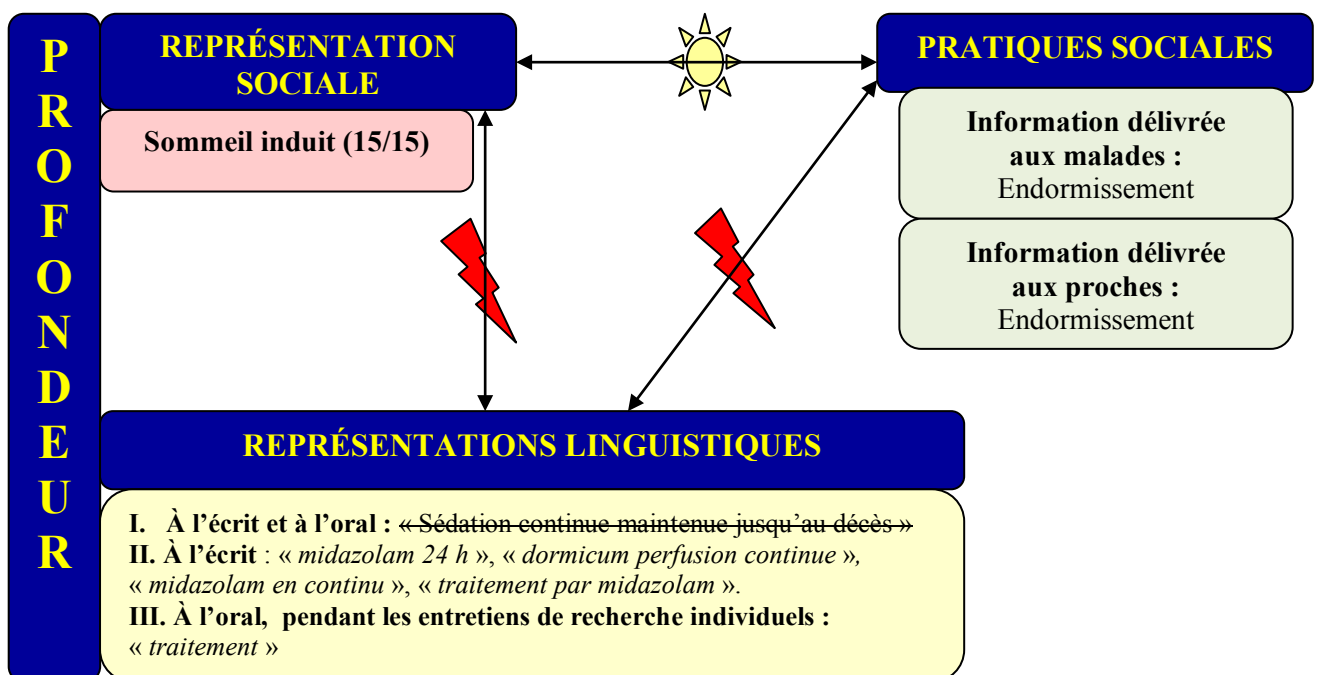 PROFONDEUR
REPRÉSENTATION
SOCIALE
Sommeil induit (15/15)
PRATIQUES SOCIALES
Information délivrée
aux malades :
Endormissement
Information délivrée
aux proches :
Endormissement
REPRÉSENTATIONS LINGUISTIQUES
I. À l’écrit et à l’oral : « Sédation continue maintenue jusqu’au décès »
II. À l’écrit : « midazolam 24 h », « dormicum perfusion continue »,
« midazolam en continu », « traitement par midazolam ».
III. À l’oral, pendant les entretiens de recherche individuels :
« traitement »